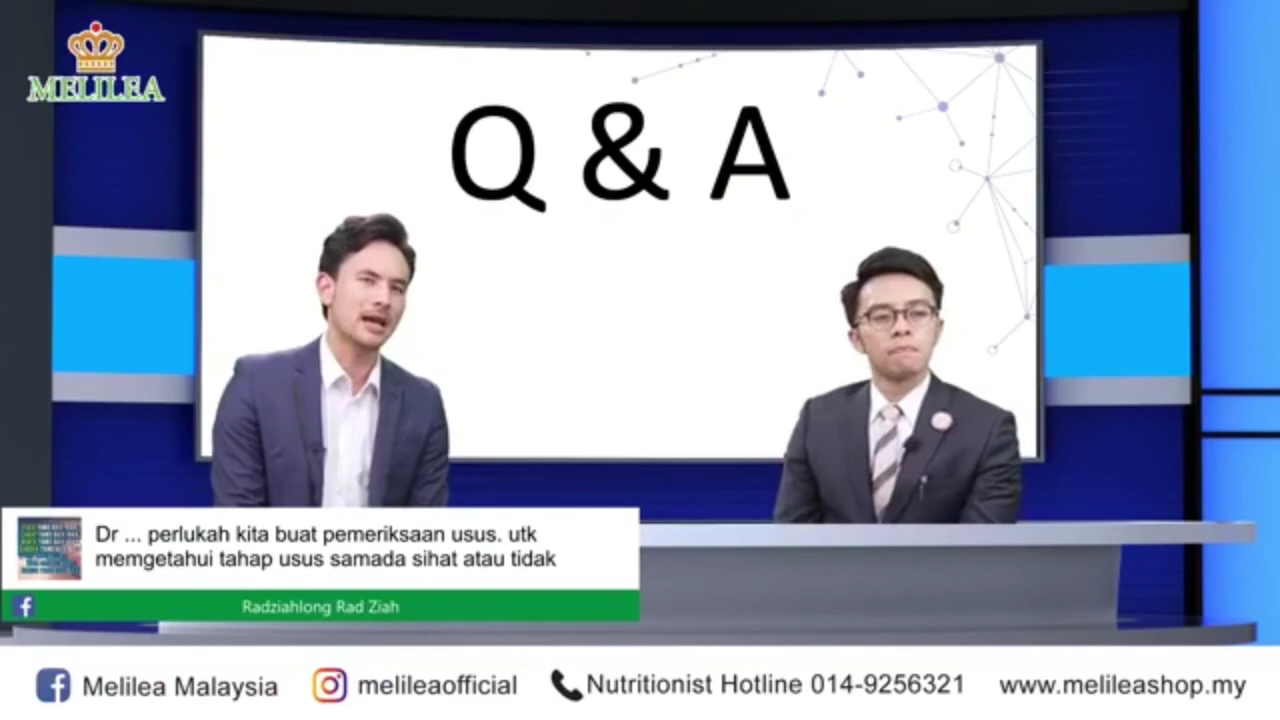 MELILEA
Q & A
Dr ... perlukah kita buat pemeriksaan usus. utk
memgetahui tahap usus samada sihat atau tidak
Radziahlong Rad Ziah
Melilea Malaysia
melileaofficial
Nutritionist Hotline 014-9256321
www.melileashop.my